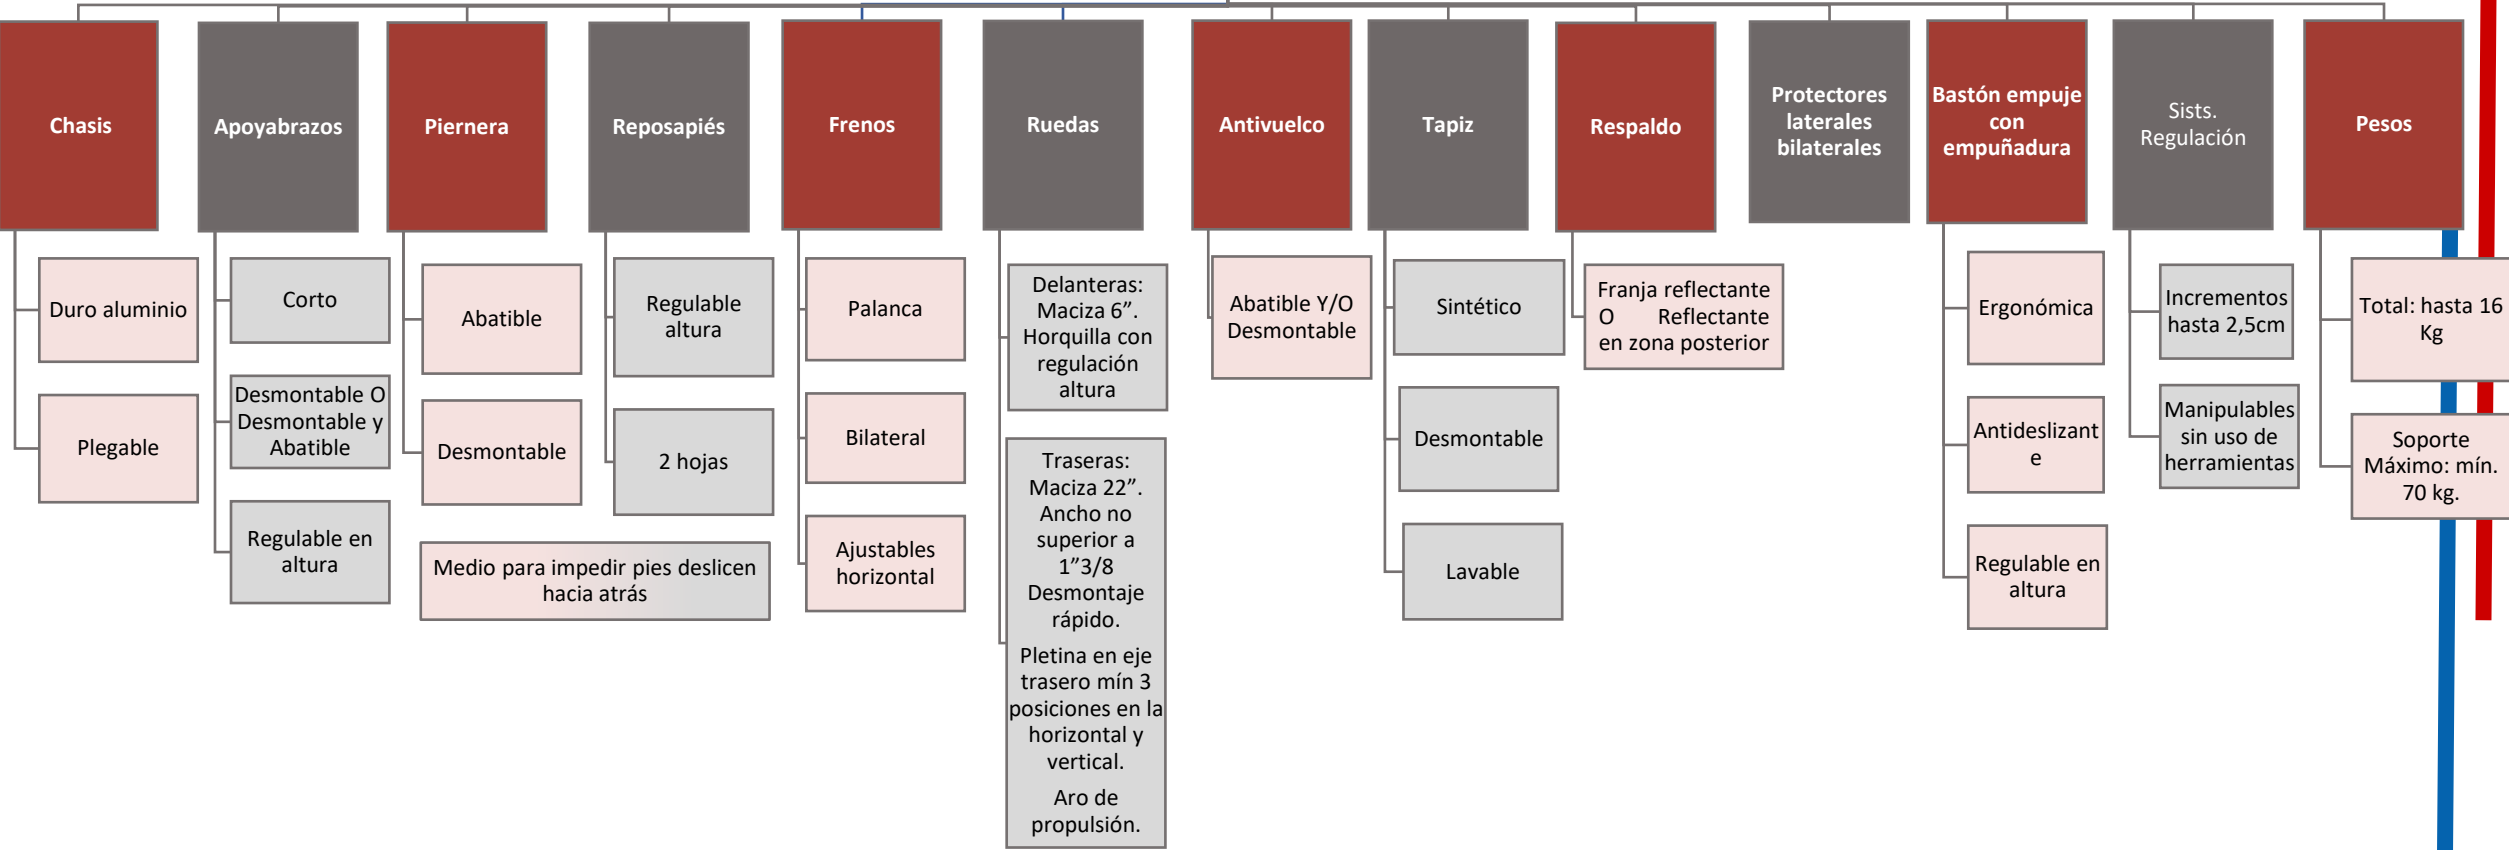 Chasis
Duro aluminio
Plegable
Apoyabrazos
Corto
Desmontable O
Desmontable y
Abatible
Regulable en
altura
Piernera
Abatible
Desmontable
Reposapiés
Regulable
altura
2 hojas
Medio para impedir pies deslicen
hacia atrás
Frenos
Palanca
Bilateral
Ajustables
horizontal
Ruedas
Delanteras:
Maciza 6”.
Horquilla con
regulación
altura
Traseras:
Maciza 22”.
Ancho no
superior a
1”3/8
Desmontaje
rápido.
Pletina en eje
trasero mín 3
posiciones en la
horizontal y
vertical.
Aro de
propulsión.
Antivuelco
Abatible Y/O
Desmontable
Tapiz
Sintético
Desmontable
Lavable
Respaldo
Franja reflectante
O Reflectante
en zona posterior
Protectores
laterales
bilaterales
Bastón empuje
con
empuñadura
Ergonómica
Antideslizant
e
Regulable en
altura
Sists.
Regulación
Incrementos
hasta 2,5cm
Manipulables
sin uso de
herramientas
Pesos
Total: hasta 16
Kg
Soporte
Máximo: mín.
70 kg.